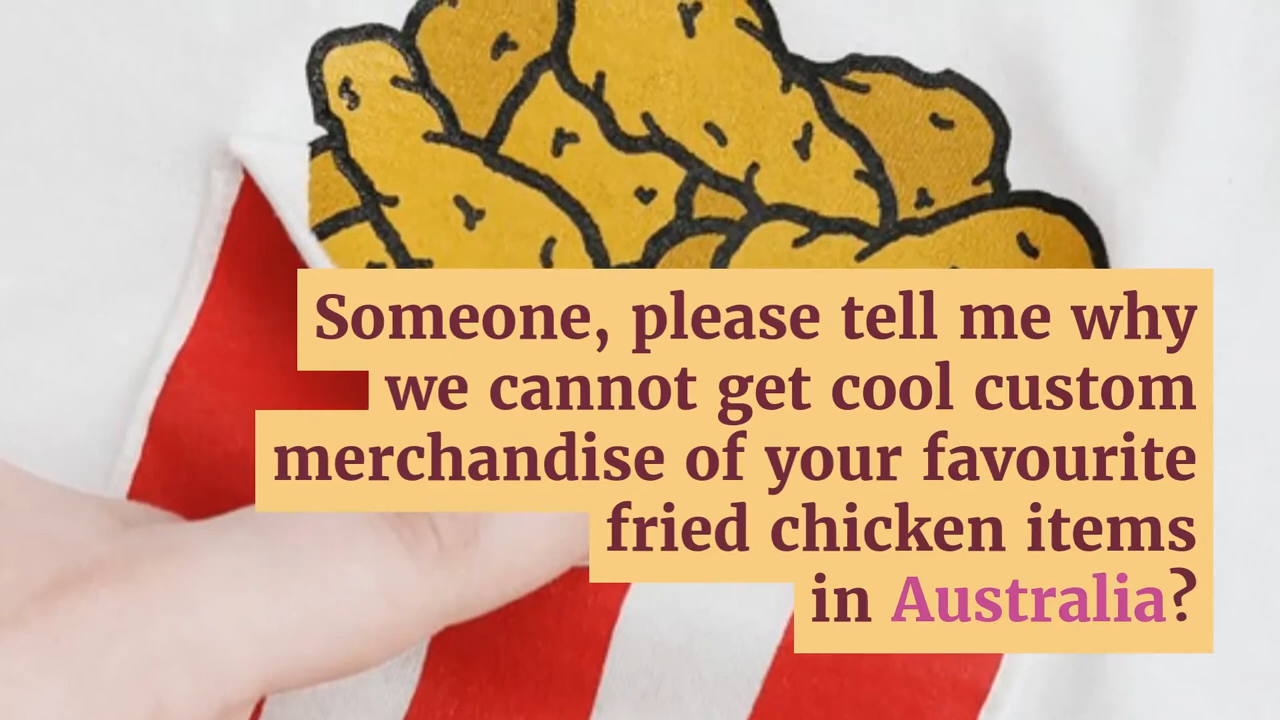 Someone, please tell me why
we cannot get cool custom
merchandise of your favourite
fried chicken items
in Australia?